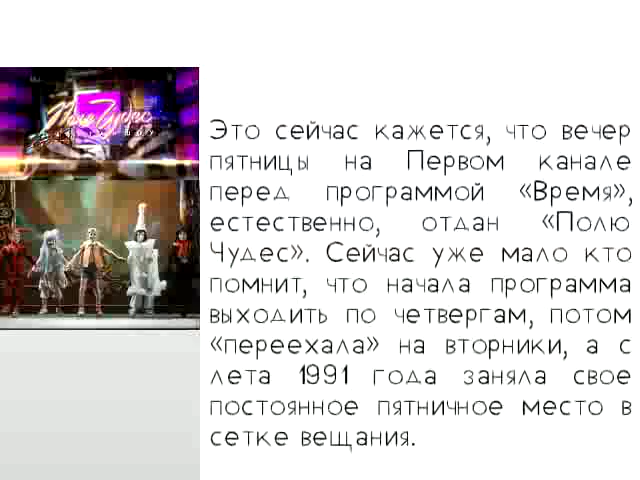 Поле Чудес
Это сейчас кажется, что вечер
пятницы на Первом канале
перед программой «Время»,
естественно, отдан «Полю
Чудес». Сейчас уже мало кто
помнит, что начала программа
выходить по четвергам, потом
«переехала» на вторники, а с
лета 1991 года заняла свое
постоянное пятничное место в
сетке вещания.